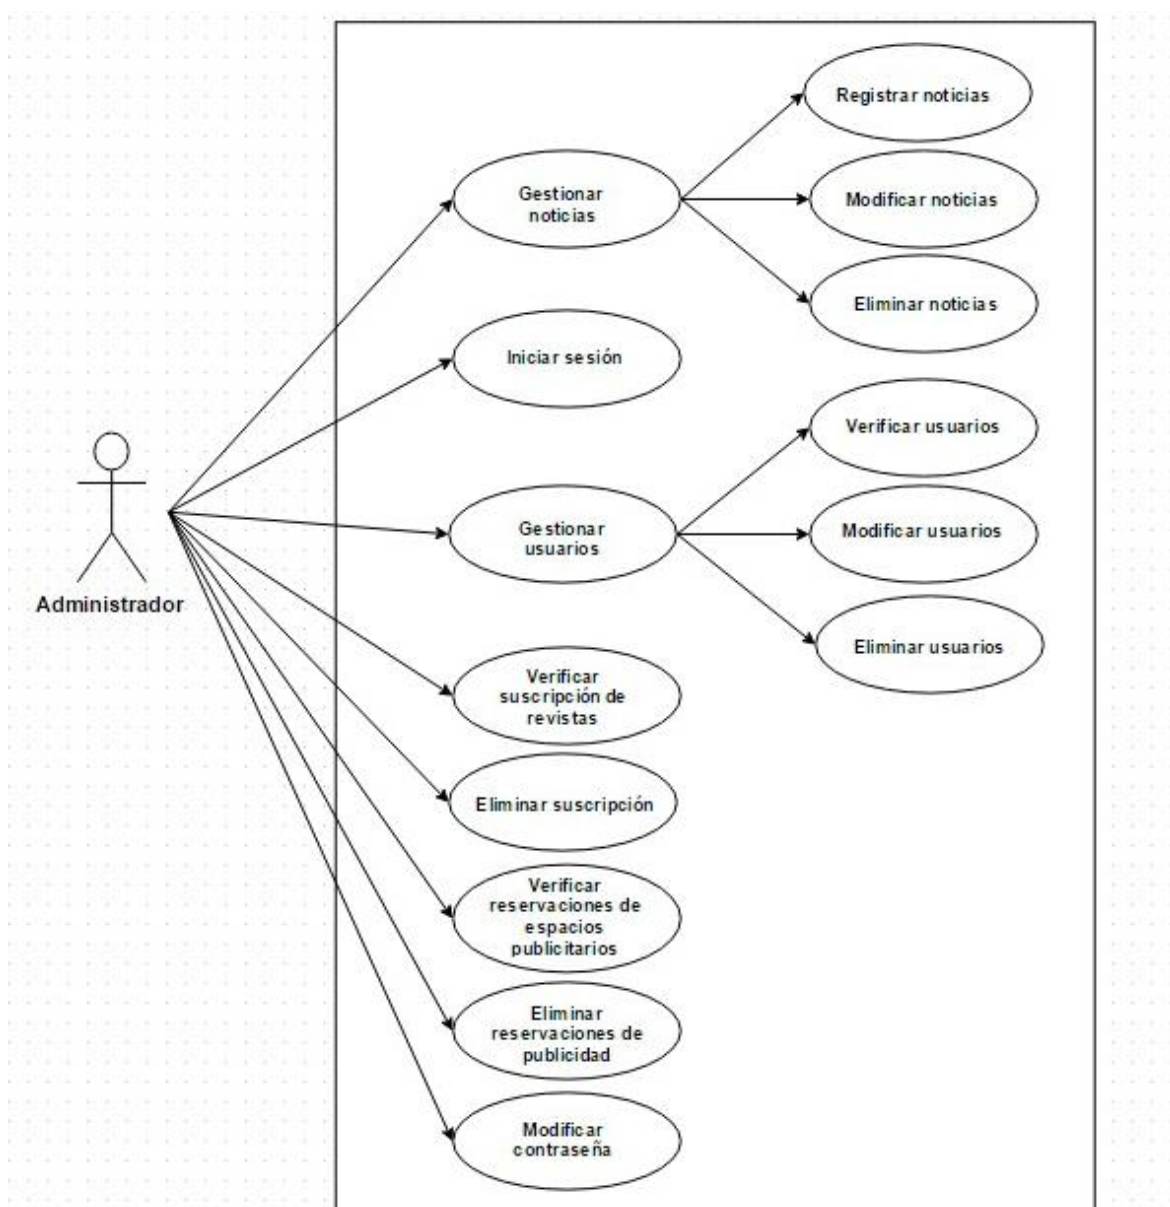 Registrar noticias
Gestionar
noticias
Modificar noticias
Eliminar noticias
Iniciar sesión
Verificar usuarios
Gestionar
usuarios
Modificar usuarios
Administrador
Eliminar usuarios
Verificar
suscripción de
revistas
Eliminar suscripción
Verificar
reservaciones de
espacios
publicitarios
Eliminar
reservaciones de
publicidad
Modificar
contraseña